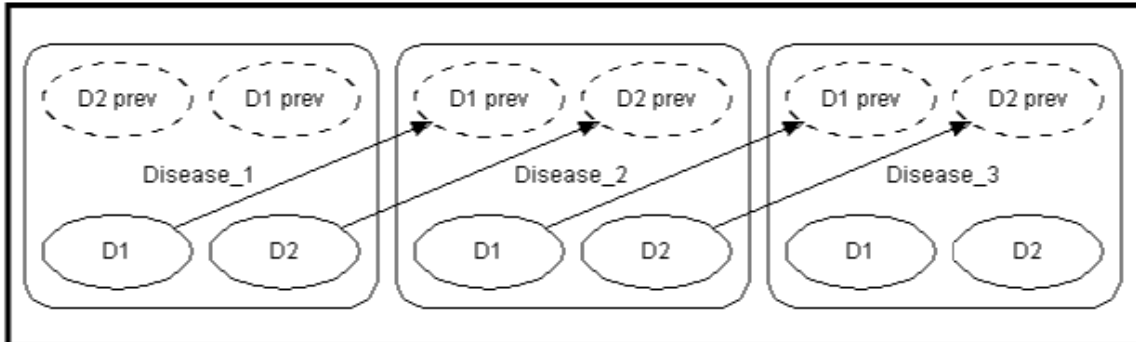 D2 prev D1 prev D1 prev D2 prev D1 prev D2 prev
Disease_1 Disease_2 Disease_3
D1 D2 D1 D2 D1 D2